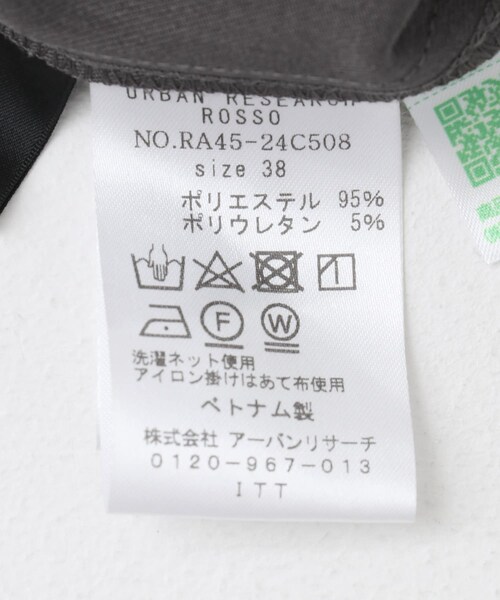 URBAN RESEARCH
ROSSO
NO.RA45-24C508
size 38
ポリエステル 95%
ポリウレタン 5%
F W
洗濯ネット使用
アイロン掛けはあて布使用
ベトナム製
株式会社 アーバンリサーチ
0120-967-013
ITT